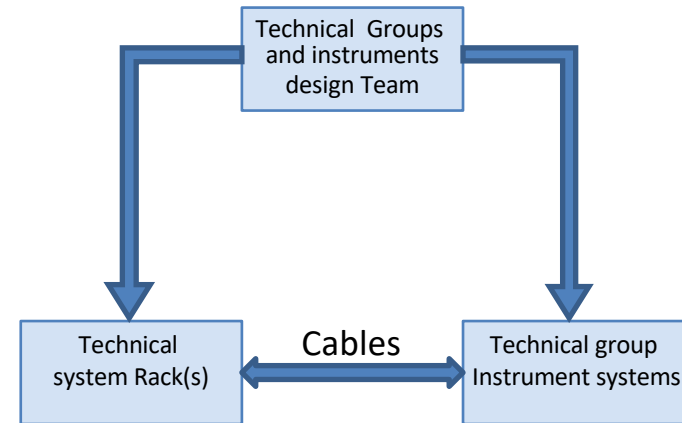 Technical Groups
and instruments
design Team
Cables
Technical
system Rack(s)
Technical group
Instrument systems